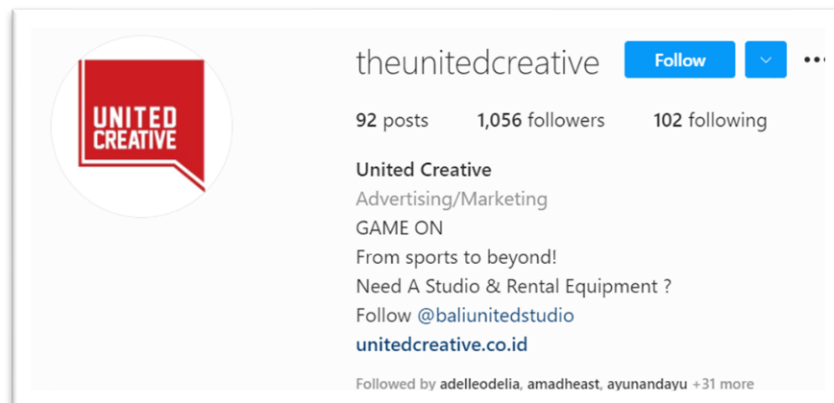 UNITED
CREATIVE
theunitedcreative Follow
92 posts 1,056 followers 102 following
United Creative
Advertising/Marketing
GAME ON
From sports to beyond!
Need A Studio & Rental Equipment ?
Follow @baliunitedstudio
unitedcreative.co.id
Followed by adelleodelia, amadheast, ayunandayu +31 more